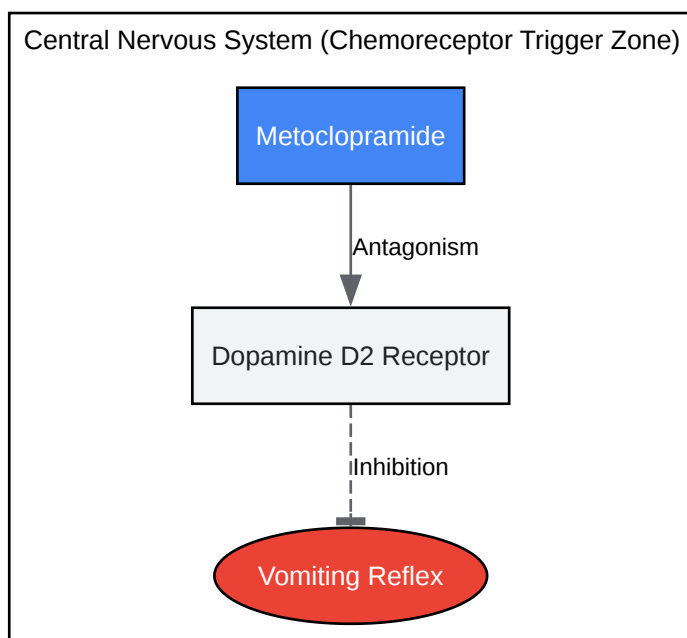 Central Nervous System (Chemoreceptor Trigger Zone)
Metoclopramide
Antagonism
Dopamine D2 Receptor
Inhibition
Vomiting Reflex